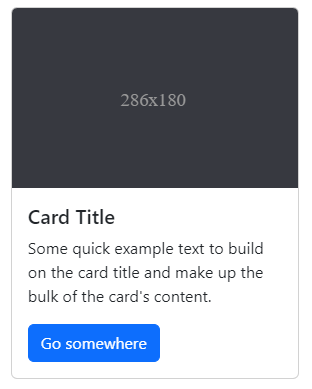 286x180
Card Title
Some quick example text to build
on the card title and make up the
bulk of the card's content.
Go somewhere